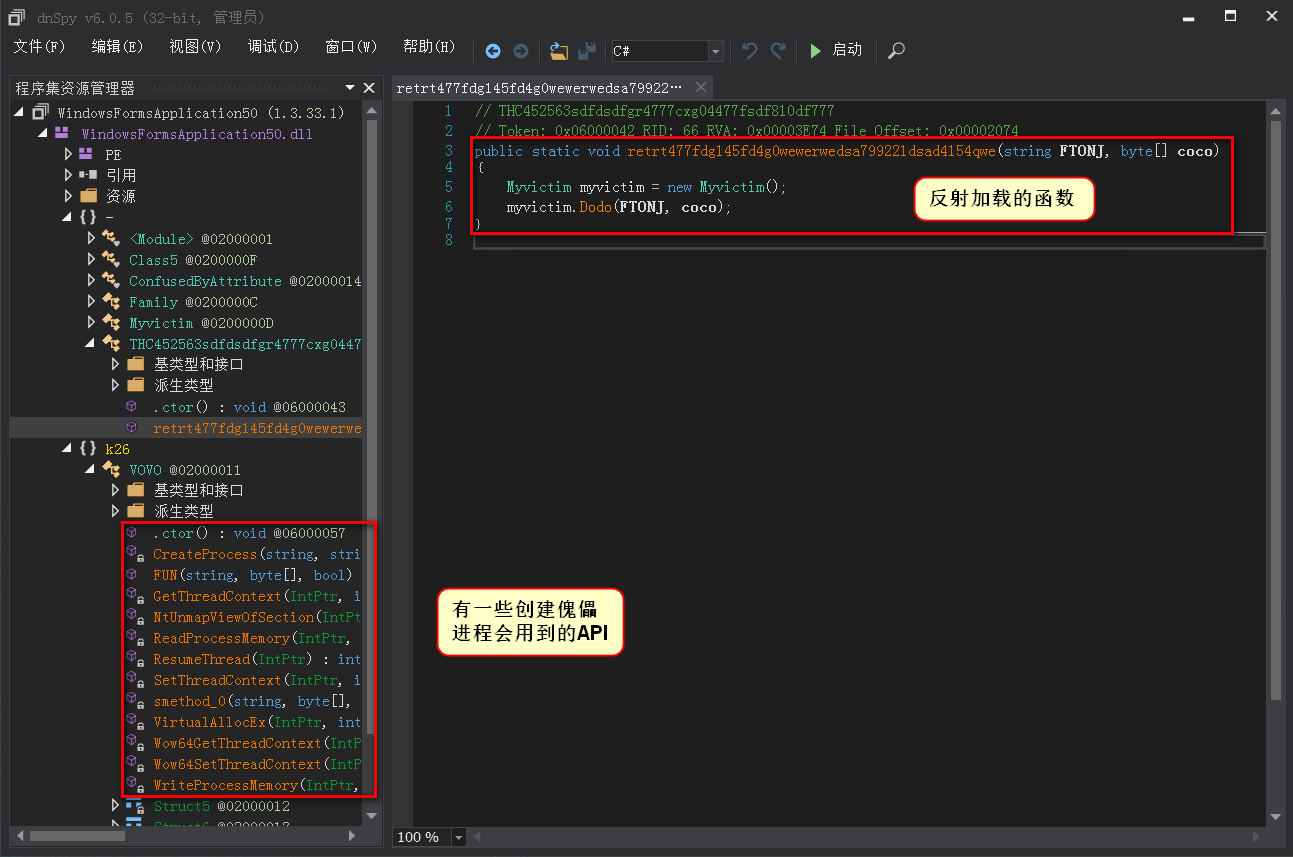 dnSpy v6.0.5 (32-bit, 管理员)
文件(F) 编辑(E) 视图(V) 调试(D) 窗口(W) 帮助(H) C# 启动
程序集资源管理器
WindowsFormsApplication50 (1.3.33.1)
WindowsFormsApplication50.dll
PE
引用
资源
{} -
<Module> @02000001
Class5 @0200000F
ConfusedByAttribute @02000014
Family @0200000C
Myvictim @0200000D
THC452563sdfdsdfgr4777cxg0447
基类型和接口
派生类型
.ctor() : void @06000043
retrt477fdg145fd4g0wewerwe
{} k26
VOVO @02000011
基类型和接口
派生类型
.ctor() : void @06000057
CreateProcess(string, stri
FUN(string, byte[], bool)
GetThreadContext(IntPtr, i
NtUnmapViewOfSection(IntPt
ReadProcessMemory(IntPtr,
ResumeThread(IntPtr) : int
SetThreadContext(IntPtr, i
smethod_0(string, byte[],
VirtualAllocEx(IntPtr, int
Wow64GetThreadContext(IntP
Wow64SetThreadContext(IntP
WriteProcessMemory(IntPtr,
Struct5 @02000012
retrt477fdg145fd4g0wewerwedsa79922…
1 // THC452563sdfdsdfgr4777cxg04477fsdf810df777
2 // Token: 0x06000042 RID: 66 RVA: 0x00003E74 File Offset: 0x00002074
3 public static void retrt477fdg145fd4g0wewerwedsa799221dsad4154qwe(string FTONJ, byte[] coco)
4 {
5 Myvictim myvictim = new Myvictim();
6 myvictim.Dodo(FTONJ, coco);
7 }
8
反射加载的函数
有一些创建傀儡
进程会用到的API
100 %